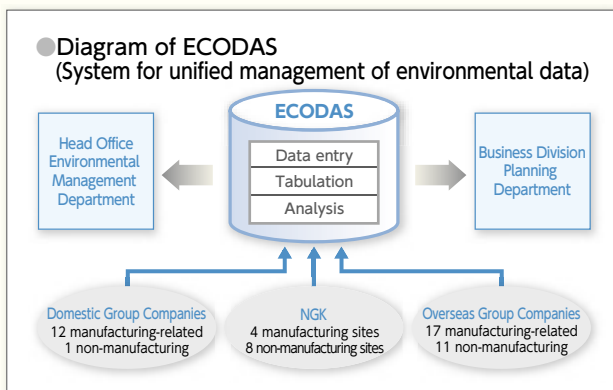 Diagram of ECODAS
(System for unified management of environmental data)
ECODAS
Data entry
Tabulation
Analysis
Head Office
Environmental
Management
Department
Business Division
Planning
Department
Domestic Group Companies
12 manufacturing-related
1 non-manufacturing
NGK
4 manufacturing sites
8 non-manufacturing sites
Overseas Group Companies
17 manufacturing-related
11 non-manufacturing